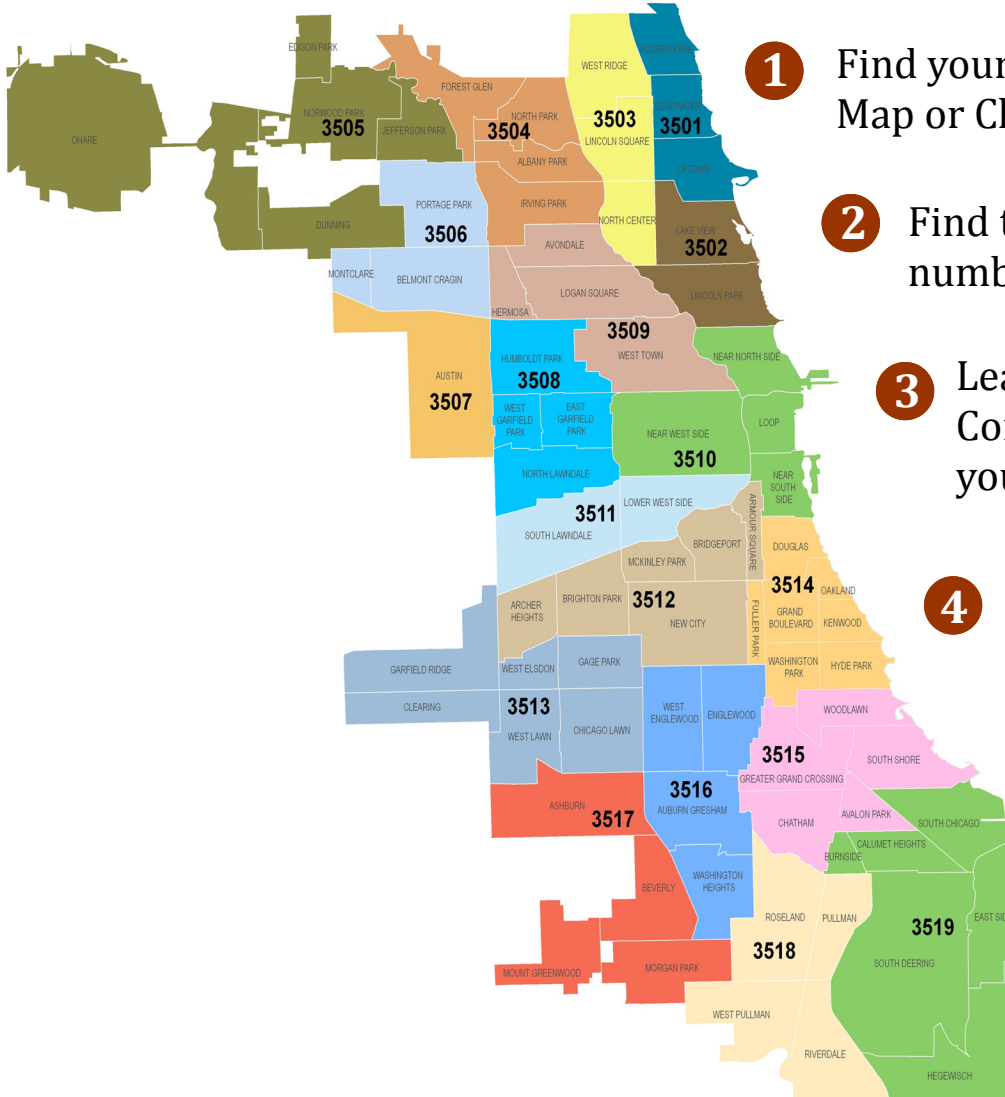 1 Find your
Map or Cl
2 Find t
numb
3 Lea
Co
you
4
EDISON PARK
ROGERS PARK
WEST RIDGE
FOREST GLEN
NORWOOD PARK
3505
JEFFERSON PARK
NORTH PARK
3504
3503
EDGEWATER
3501
OHARE
LINCOLN SQUARE
ALBANY PARK
UPTOWN
PORTAGE PARK
IRVING PARK
DUNNING
3506
NORTH CENTER
LAKE VIEW
3502
AVONDALE
MONTCLARE
BELMONT CRAGIN
LOGAN SQUARE
LINCOLN PARK
HERMOSA
3509
WEST TOWN
NEAR NORTH SIDE
HUMBOLDT PARK
3508
AUSTIN
3507
WEST
GARFIELD
PARK
EAST
GARFIELD
PARK
NEAR WEST SIDE
3510
LOOP
NORTH LAWNDALE
NEAR
SOUTH
SIDE
3511
LOWER WEST SIDE
SOUTH LAWNDALE
ARMOUR SQUARE
BRIDGEPORT
DOUGLAS
MCKINLEY PARK
3514
OAKLAND
ARCHER
HEIGHTS
BRIGHTON PARK
3512
NEW CITY
FULLER PARK
GRAND
BOULEVARD
KENWOOD
GARFIELD RIDGE
WEST ELSDON
GAGE PARK
WASHINGTON
PARK
HYDE PARK
CLEARING
3513
WEST LAWN
CHICAGO LAWN
WEST
ENGLEWOOD
ENGLEWOOD
WOODLAWN
3515
SOUTH SHORE
GREATER GRAND CROSSING
ASHBURN
3517
3516
AUBURN GRESHAM
CHATHAM
AVALON PARK
SOUTH CHICAGO
CALUMET HEIGHTS
BURNSIDE
BEVERLY
WASHINGTON
HEIGHTS
ROSELAND
PULLMAN
3518
3519
EAST SID
SOUTH DEERING
MOUNT GREENWOOD
MORGAN PARK
WEST PULLMAN
RIVERDALE
HEGEWISCH